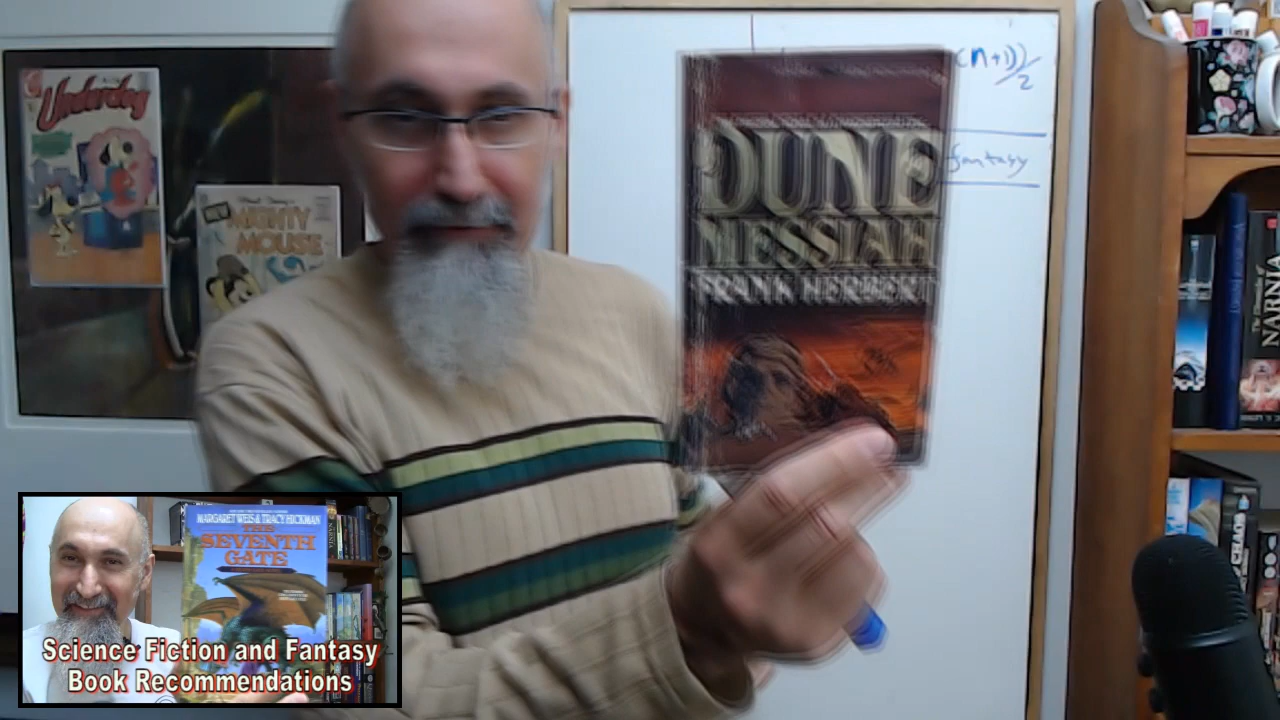 Underdog
MIGHTY
MOUSE
DUNE
MESSIAH
FRANK HERBERT
(n+1))/2
fantasy
NARNIA
CHAOS
MARGARET WEIS & TRACY HICKMAN
THE
SEVENTH
GATE
Science Fiction and Fantasy
Book Recommendations